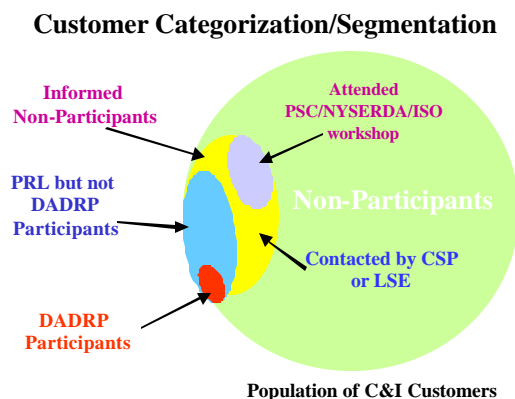 Customer Categorization/Segmentation
Informed
Non-Participants
Attended
PSC/NYSERDA/ISO
workshop
PRL but not
DADRP
Participants
Non-Participants
Contacted by CSP
or LSE
DADRP
Participants
Population of C&I Customers